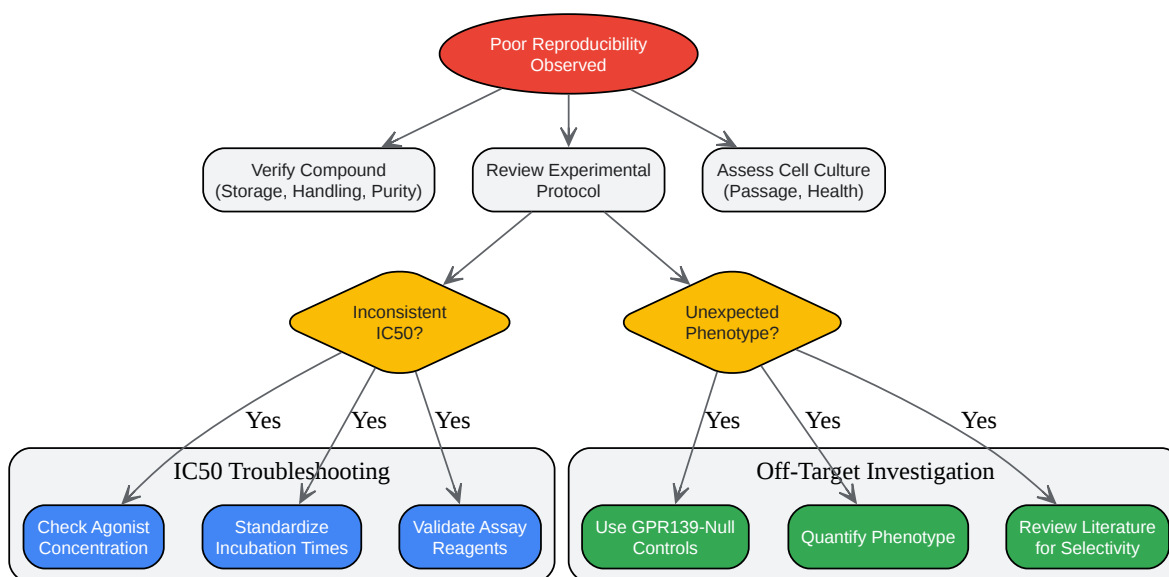 Poor Reproducibility
Observed
Verify Compound
(Storage, Handling, Purity)
Review Experimental
Protocol
Assess Cell Culture
(Passage, Health)
Inconsistent
IC50?
Unexpected
Phenotype?
Yes
Yes
Yes
Yes
Yes
Yes
IC50 Troubleshooting
Off-Target Investigation
Check Agonist
Concentration
Standardize
Incubation Times
Validate Assay
Reagents
Use GPR139-Null
Controls
Quantify Phenotype
Review Literature
for Selectivity